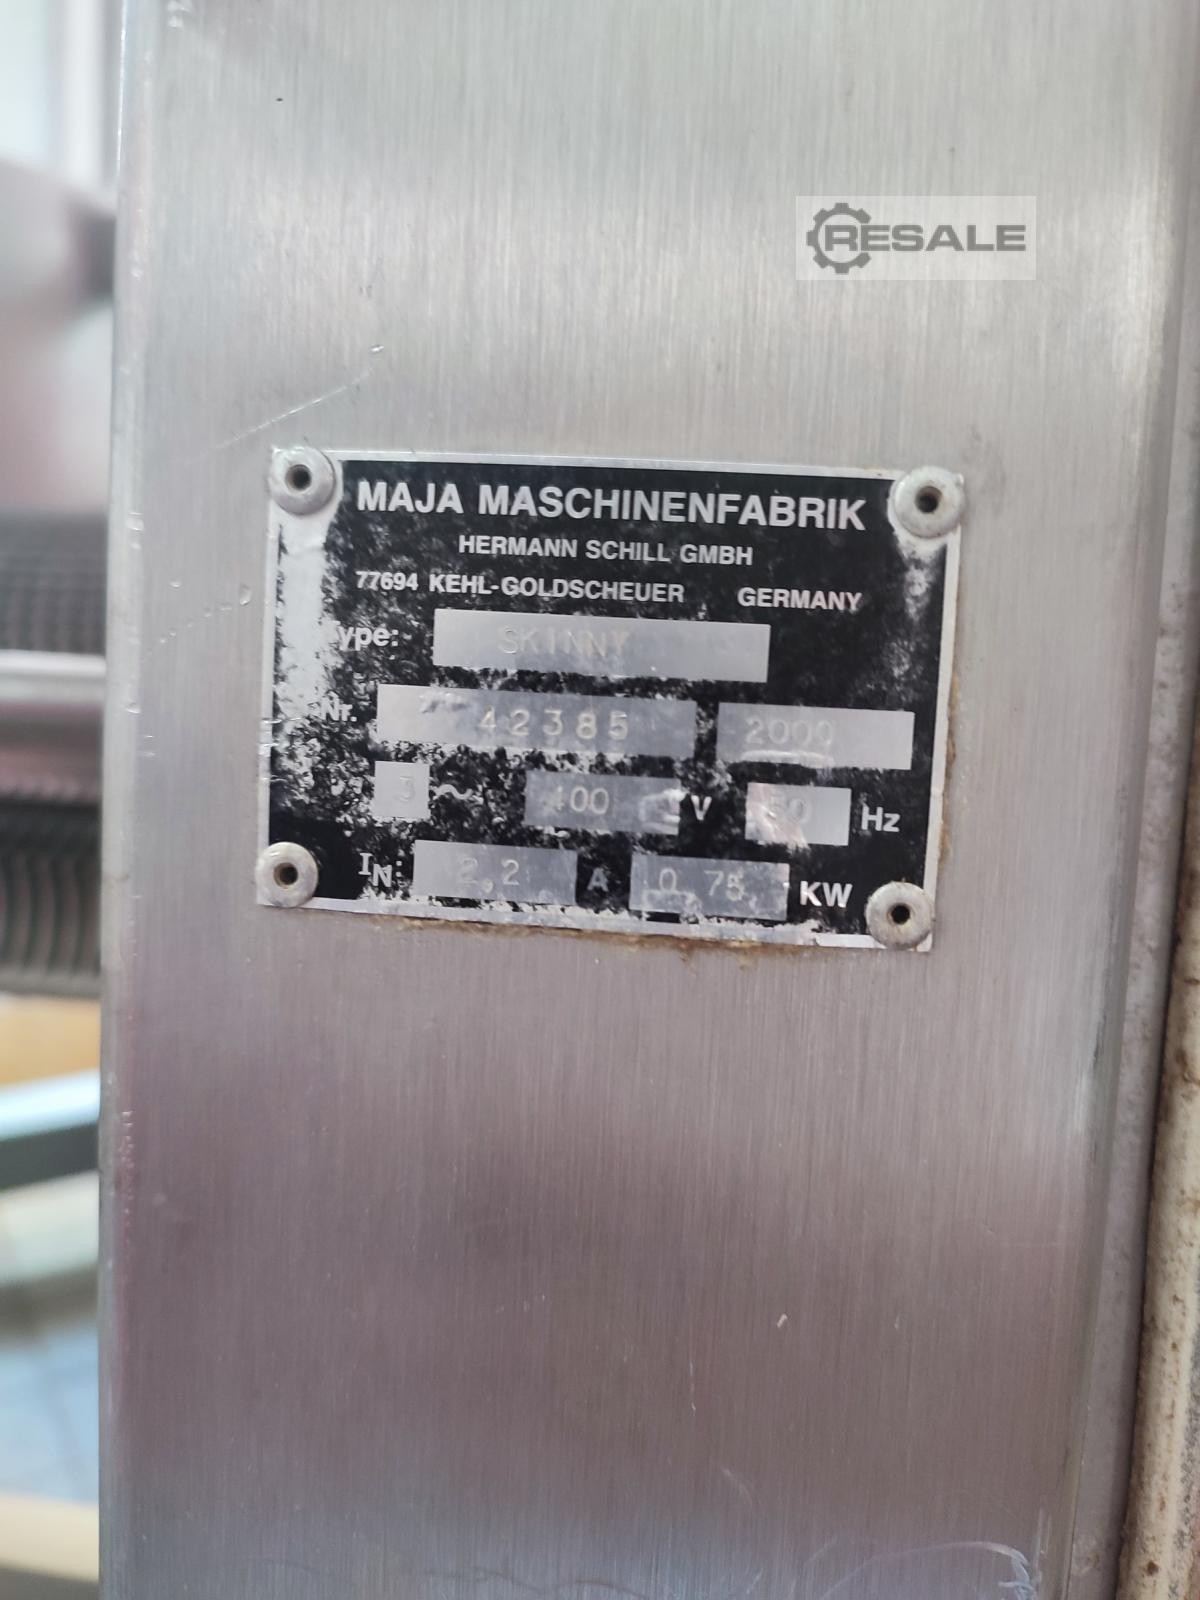 RESALE
MAJA MASCHINENFABRIK
HERMANN SCHILL GMBH
77694 KEHL-GOLDSCHEUER GERMANY
Type: SKINNY
Nr. 42385 2000
3 ~ 400 V 50 Hz
IN: 2,2 A 0,75 KW